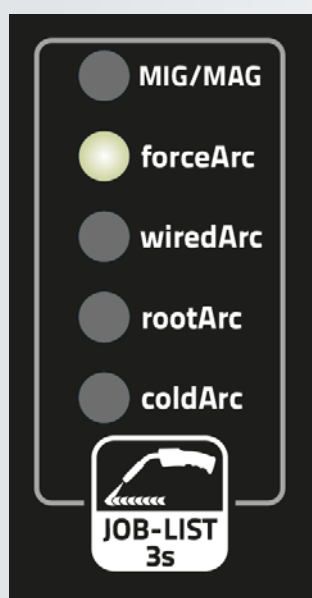 MIG/MAG
forceArc
wiredArc
rootArc
coldArc
JOB-LIST
3s